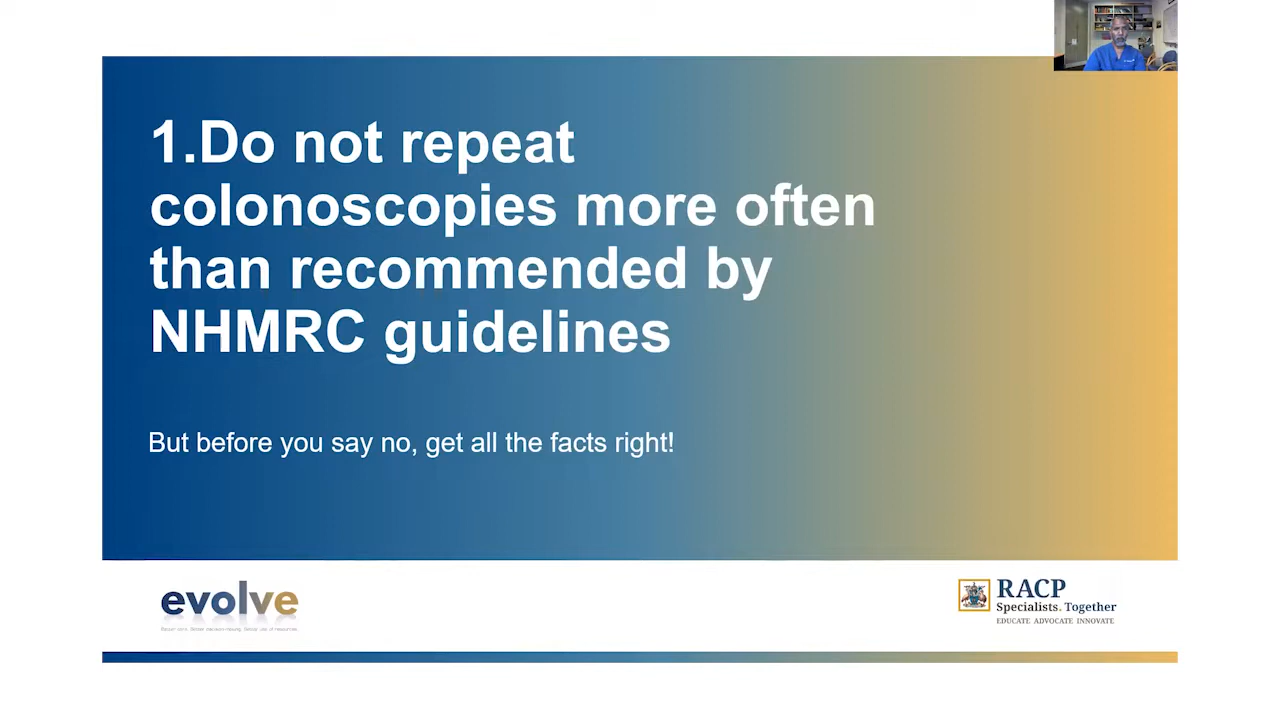 1.Do not repeat
colonoscopies more often
than recommended by
NHMRC guidelines
But before you say no, get all the facts right!
evolve
RACP
Specialists. Together
EDUCATE ADVOCATE INNOVATE